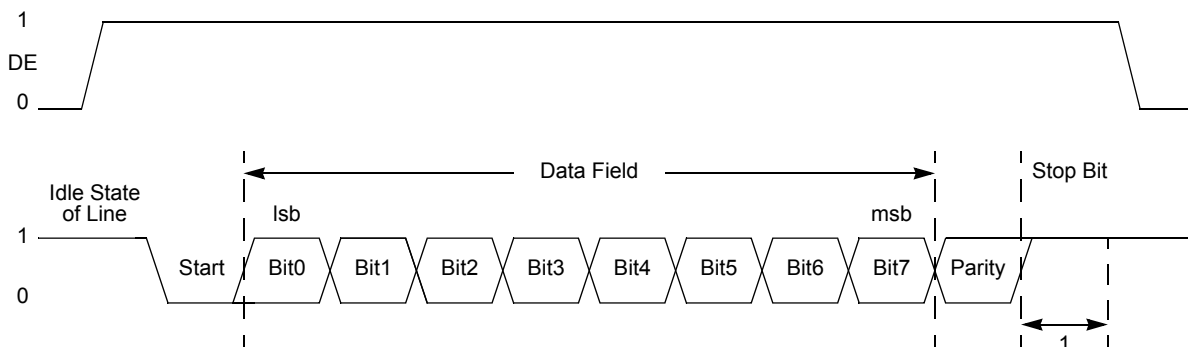 1
DE
0
Data Field
Stop Bit
Idle State
of Line
lsb
msb
1
Start
Bit0
Bit1
Bit2
Bit3
Bit4
Bit5
Bit6
Bit7
Parity
0
1